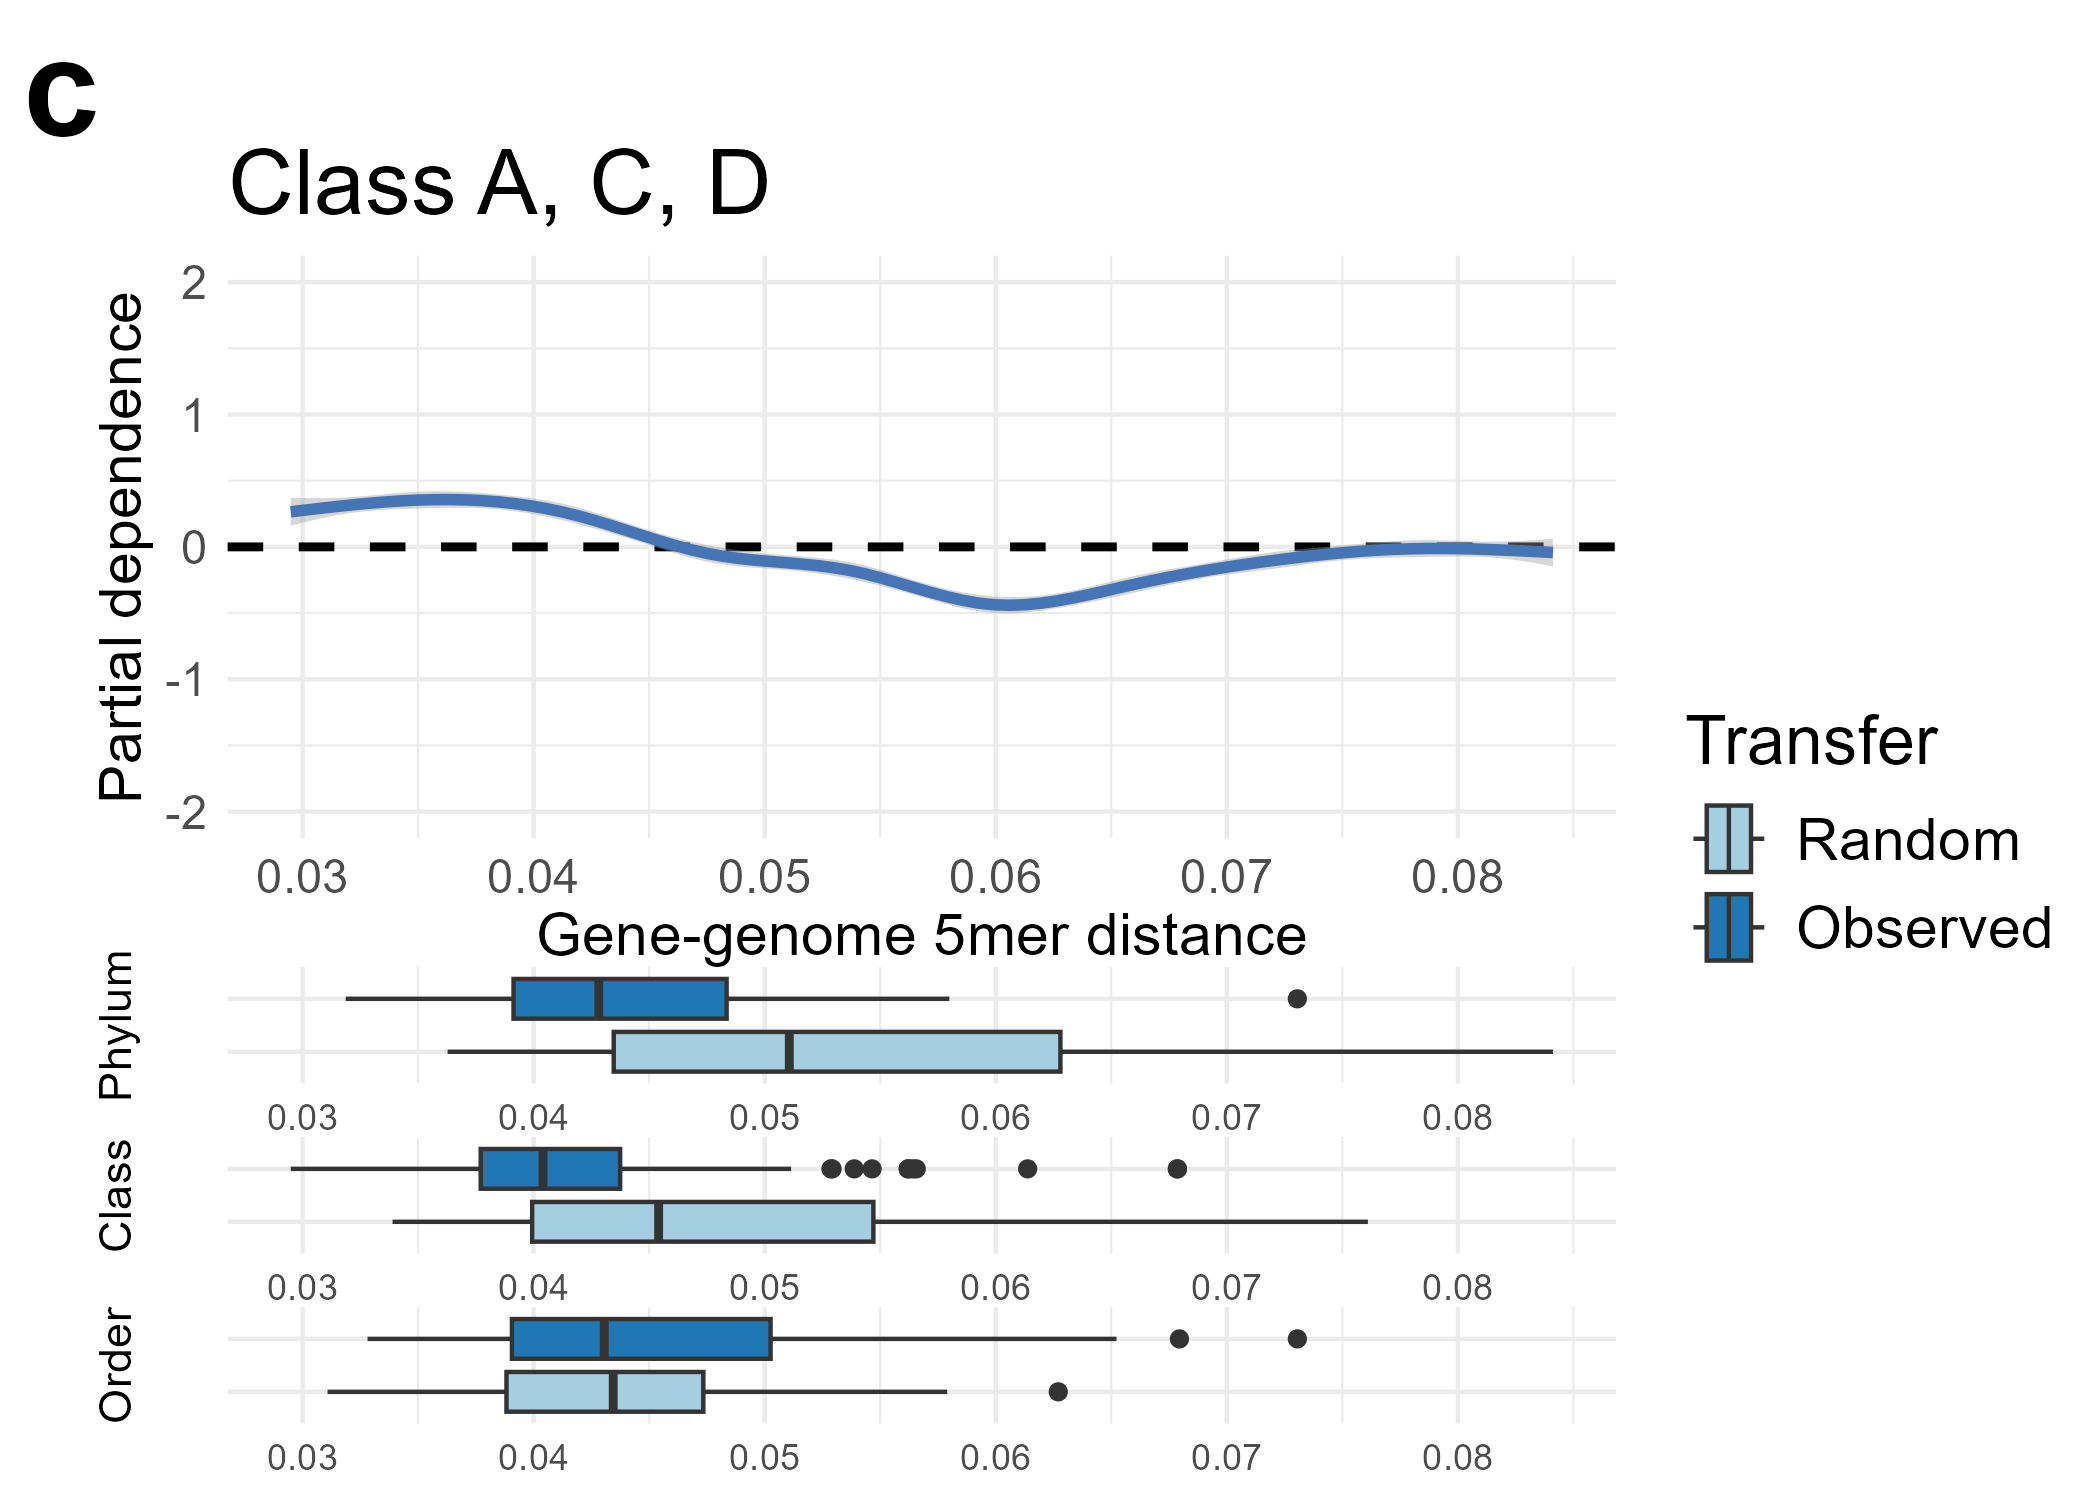 c
Class A, C, D
Partial dependence
2
1
0
-1
-2
0.03 0.04 0.05 0.06 0.07 0.08
Gene-genome 5mer distance
Transfer
Random
Observed
Phylum
0.03 0.04 0.05 0.06 0.07 0.08
Class
0.03 0.04 0.05 0.06 0.07 0.08
Order
0.03 0.04 0.05 0.06 0.07 0.08